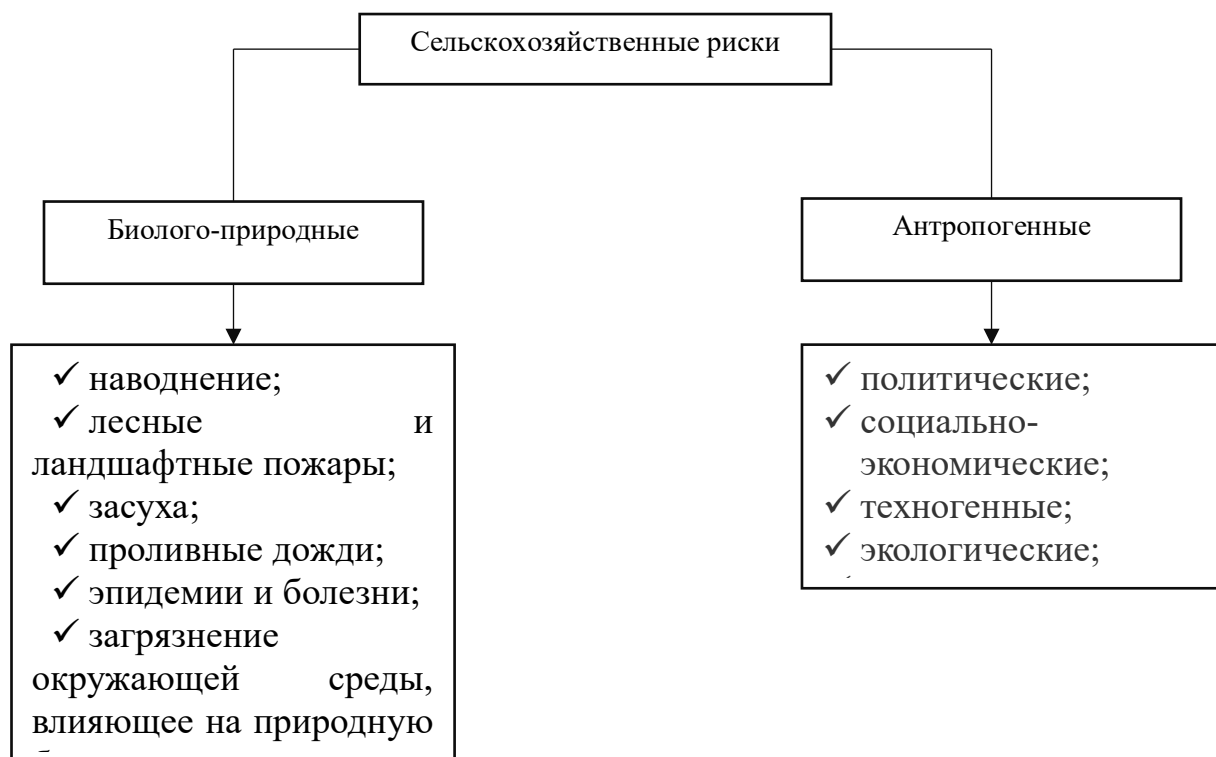 Сельскохозяйственные риски
Биолого-природные
Антропогенные
✓ наводнение;
✓ лесные и
ландшафтные пожары;
✓ засуха;
✓ проливные дожди;
✓ эпидемии и болезни;
✓ загрязнение
окружающей среды,
влияющее на природную
✓ политические;
✓ социально-
экономические;
✓ техногенные;
✓ экологические;